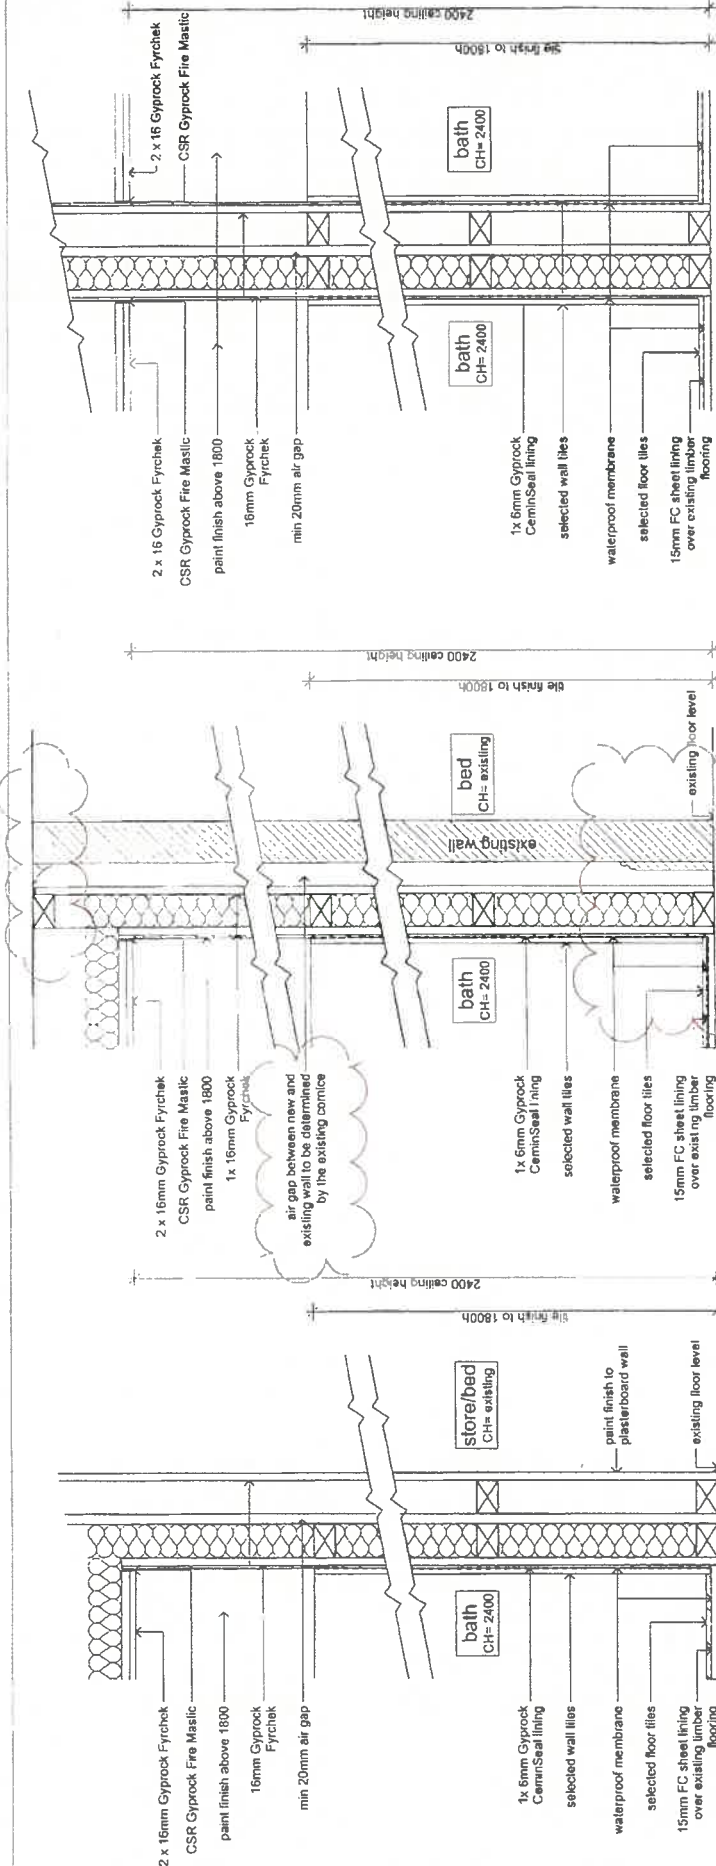 2 x 16mm Gyprock Fyrchek
CSR Gyprock Fire Mastic
paint finish above 1800
16mm Gyprock
Fyrchek
min 20mm air gap
1x 6mm Gyprock
CeminSeal lining
selected wall tiles
waterproof membrane
selected floor tiles
15mm FC sheet lining
over existing timber
flooring
bath
CH= 2400
store/bed
CH= existing
paint finish to
plasterboard wall
existing floor level
tile finish to 1800h
2400 ceiling height
2 x 16mm Gyprock Fyrchek
CSR Gyprock Fire Mastic
paint finish above 1800
1x 16mm Gyprock
Fyrchek
air gap between new and
existing wall to be determined
by the existing cornice
1x 6mm Gyprock
CeminSeal lining
selected wall tiles
waterproof membrane
selected floor tiles
15mm FC sheet lining
over existing timber
flooring
bath
CH= 2400
existing wall
bed
CH= existing
existing floor level
tile finish to 1800h
2400 ceiling height
2 x 16 Gyprock Fyrchek
CSR Gyprock Fire Mastic
paint finish above 1800
16mm Gyprock
Fyrchek
min 20mm air gap
1x 6mm Gyprock
CeminSeal lining
selected wall tiles
waterproof membrane
selected floor tiles
15mm FC sheet lining
over existing timber
flooring
bath
CH= 2400
bath
CH= 2400
2 x 16 Gyprock Fyrchek
CSR Gyprock Fire Mastic
tile finish to 1800h
2400 ceiling height